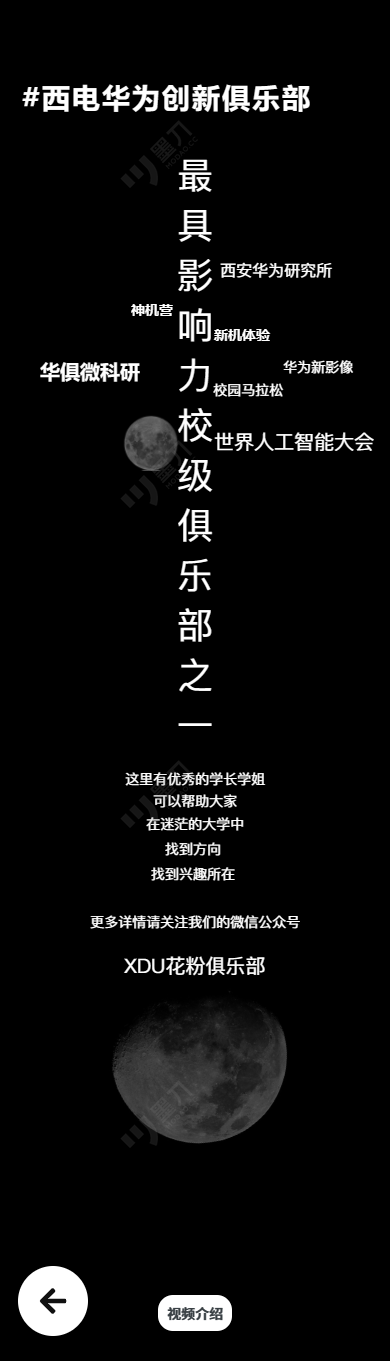 #西电华为创新俱乐部
最具影响力校级俱乐部之一
西安华为研究所
神机营
新机体验
华俱微科研
华为新影像
校园马拉松
世界人工智能大会
这里有优秀的学长学姐
可以帮助大家
在迷茫的大学中
找到方向
找到兴趣所在
更多详情请关注我们的微信公众号
XDU花粉俱乐部
视频介绍
墨刀
MODAO.CC